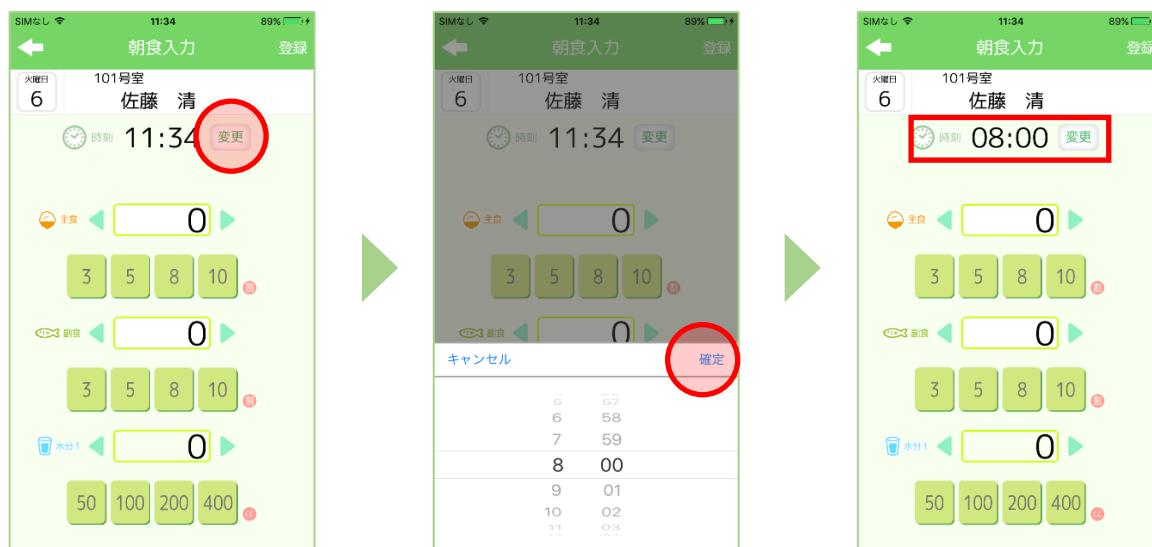 SIMなし 11:34 89%
朝食入力 登録
火曜日 101号室
6 佐藤 清
時刻 11:34 変更
主食 0
3 5 8 10 割
副食 0
3 5 8 10 割
水分1 0
50 100 200 400 cc
SIMなし 11:34 89%
朝食入力 登録
火曜日 101号室
6 佐藤 清
時刻 11:34 変更
主食 0
3 5 8 10 割
副食 0
キャンセル 確定
5 57
6 58
7 59
8 00
9 01
10 02
11 03
SIMなし 11:34 89%
朝食入力 登録
火曜日 101号室
6 佐藤 清
時刻 08:00 変更
主食 0
3 5 8 10 割
副食 0
3 5 8 10 割
水分1 0
50 100 200 400 cc